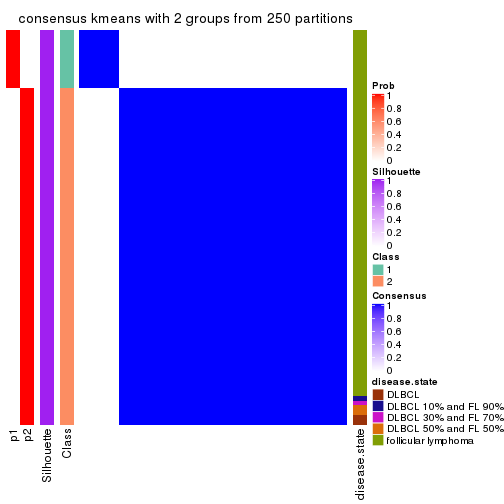 consensus kmeans with 2 groups from 250 partitions
p1
p2
Silhouette
Class
disease.state
Prob
1
0.8
0.6
0.4
0.2
0
Silhouette
1
0.8
0.6
0.4
0.2
0
Class
1
2
Consensus
1
0.8
0.6
0.4
0.2
0
disease.state
DLBCL
DLBCL 10% and FL 90%
DLBCL 30% and FL 70%
DLBCL 50% and FL 50%
follicular lymphoma